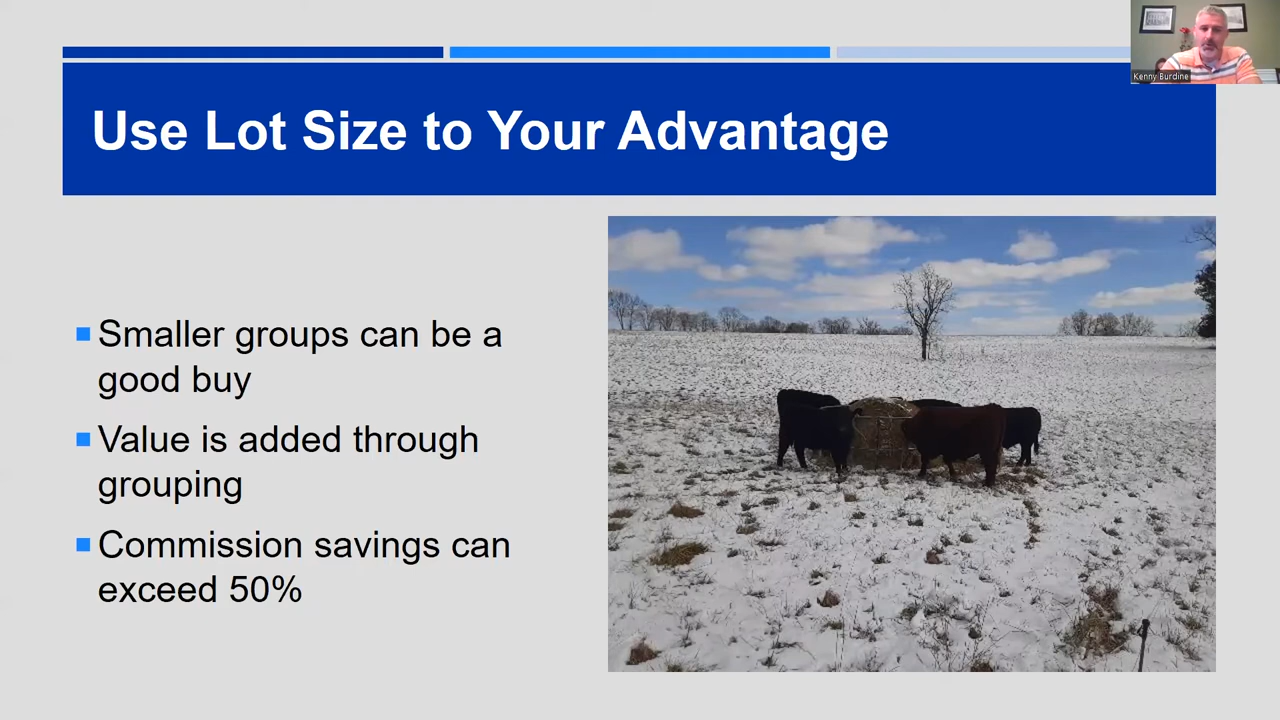 Use Lot Size to Your Advantage
Kenny Burdine
Smaller groups can be a
good buy
Value is added through
grouping
Commission savings can
exceed 50%